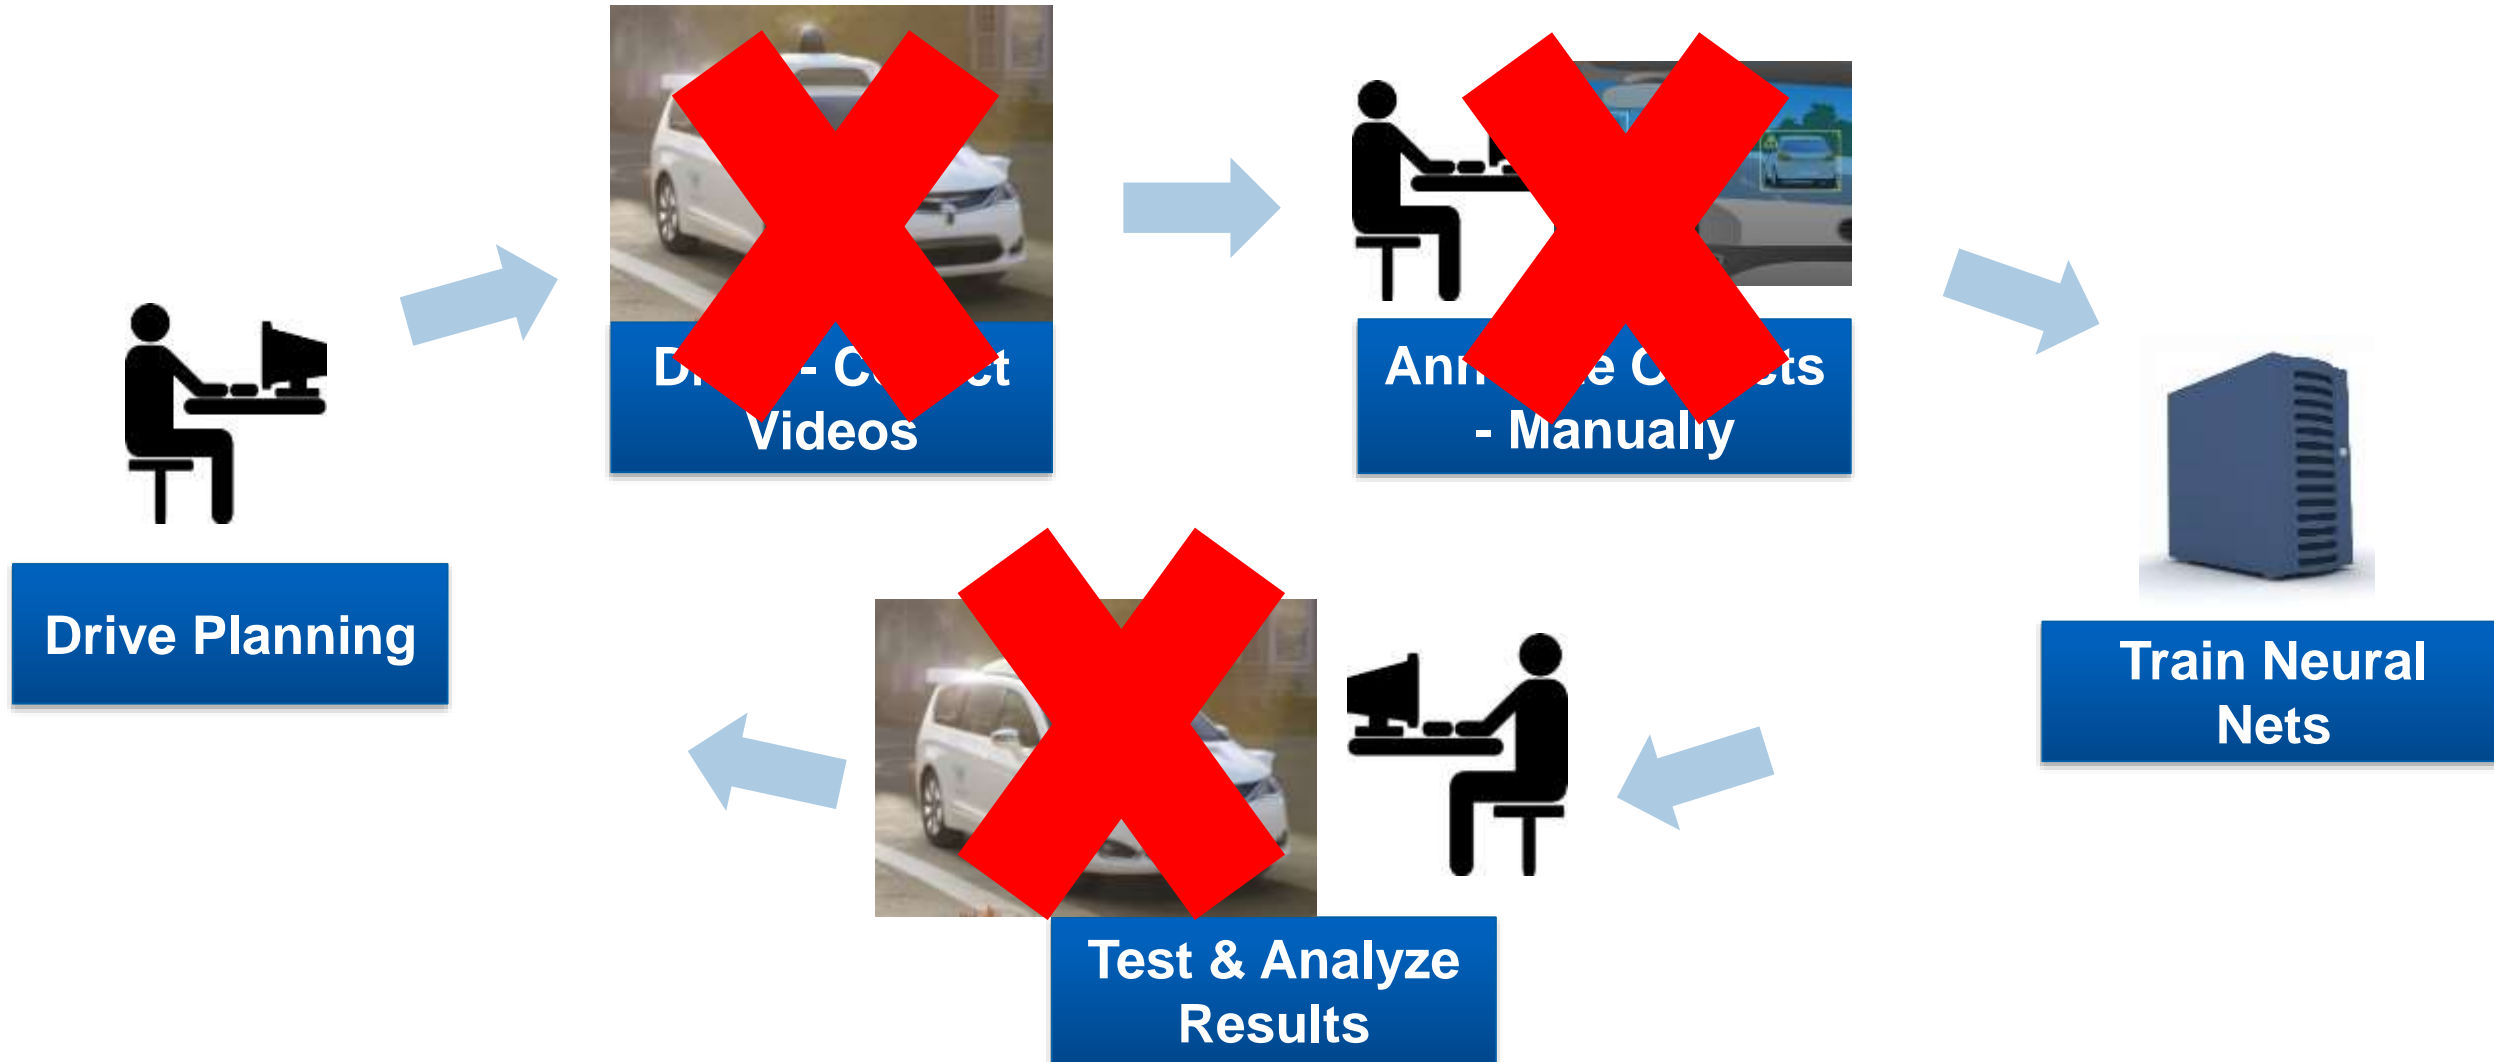 Drive Planning
Videos
- Manually
Train Neural
Nets
Test & Analyze
Results